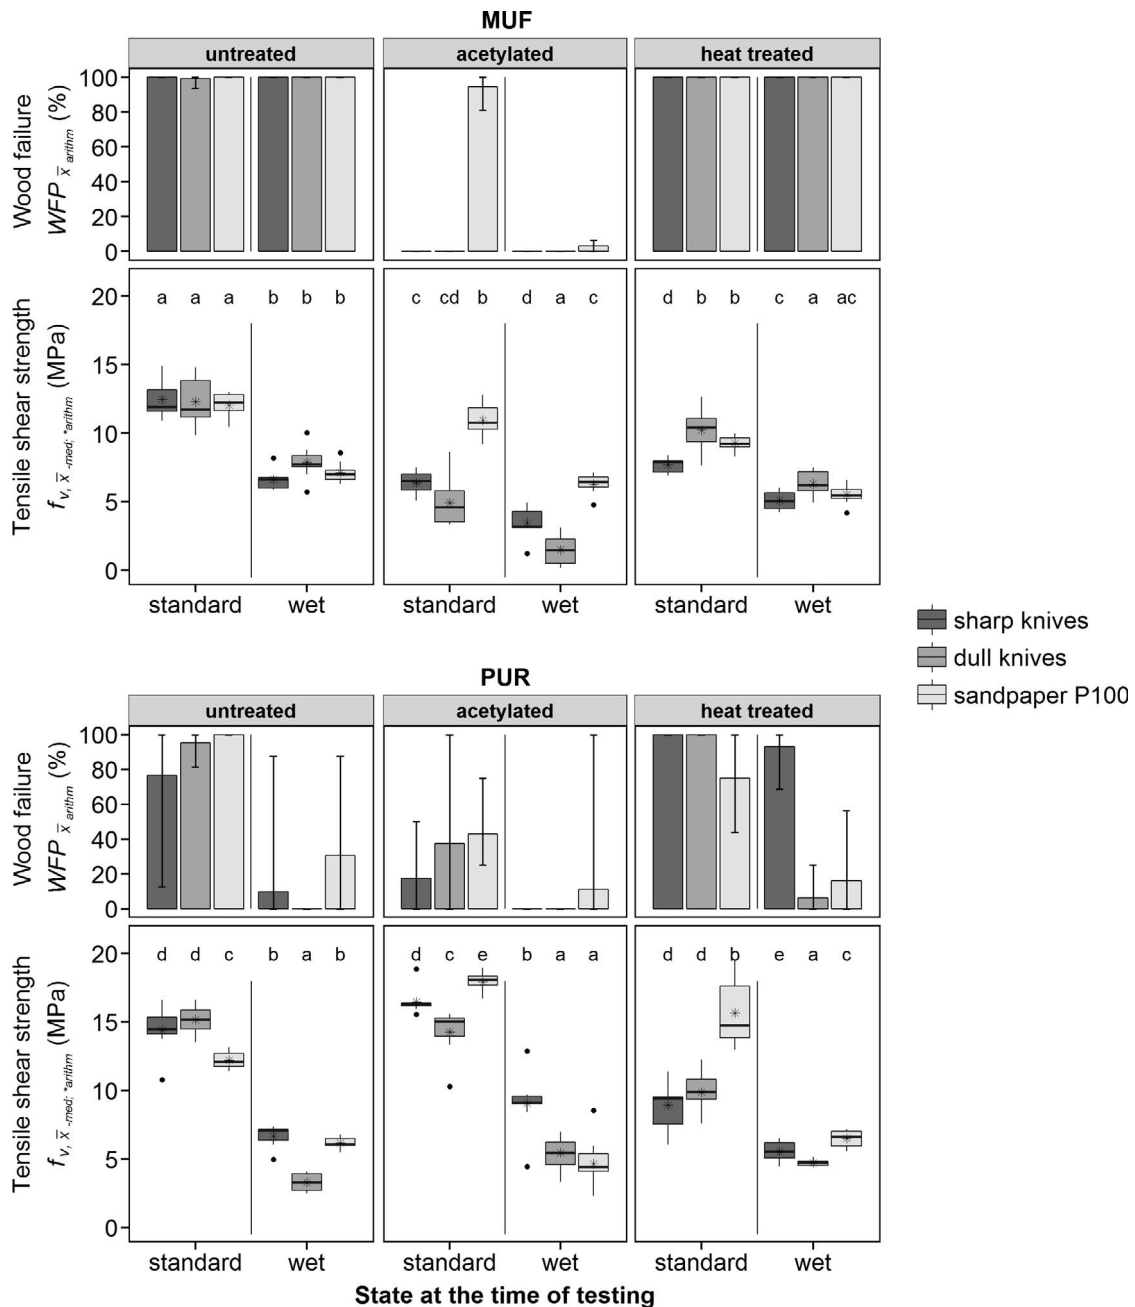 MUF
untreated acetylated heat treated
Wood failure
WFP x̅ arithm (%)
100
80
60
40
20
0
Tensile shear strength
fv, x̅ -med; *arithm (MPa)
20
15
10
5
0
a a a b b b c cd b d a c d b b c a ac
standard wet standard wet standard wet
sharp knives
dull knives
sandpaper P100
PUR
untreated acetylated heat treated
Wood failure
WFP x̅ arithm (%)
100
80
60
40
20
0
Tensile shear strength
fv, x̅ -med; *arithm (MPa)
20
15
10
5
0
d d c b a b d c e b a a d d b e a c
standard wet standard wet standard wet
State at the time of testing